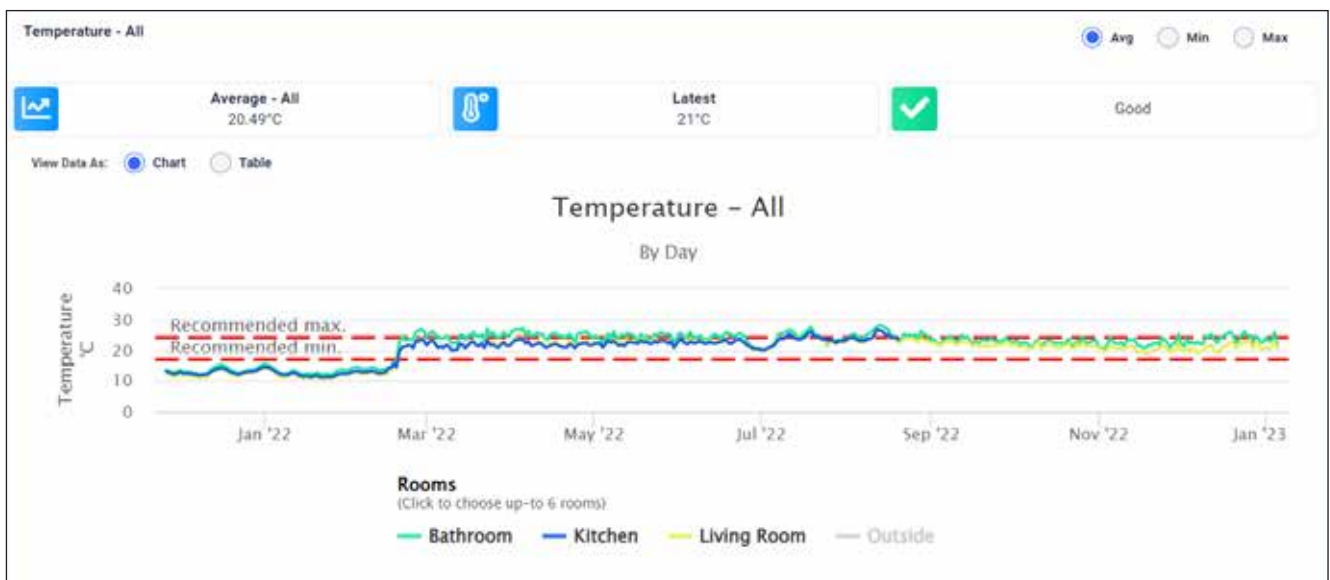 Temperature - All
Avg Min Max
Average - All
20.49°C
Latest
21°C
Good
View Data As: Chart Table
Temperature – All
By Day
Temperature
°C
40
30
20
10
0
Recommended max.
Recommended min.
Jan '22 Mar '22 May '22 Jul '22 Sep '22 Nov '22 Jan '23
Rooms
(Click to choose up-to 6 rooms)
Bathroom Kitchen Living Room Outside